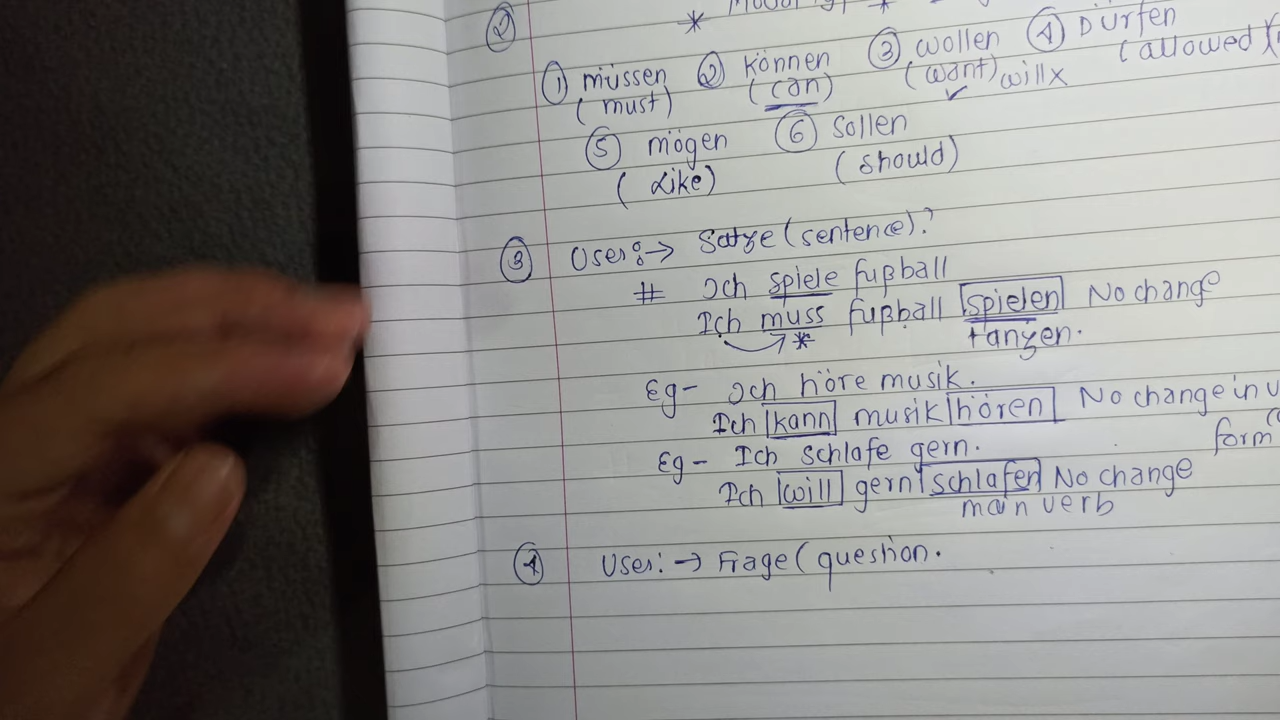 ②
*
*
① müssen ② können ③ wollen ④ Dürfen
(must) (can) (want) will x (allowed)
⑤ mögen ⑥ sollen
(Like) (should)
③ User: → Satze (sentence)?
# Ich spiele fußball
Ich muss fußball spielen No change
* tanzen.
Eg - Ich höre musik.
Ich kann musik hören No change in
form
Eg - Ich schlafe gern.
Ich will gern schlafen No change
main verb
④ User: → Frage (question.